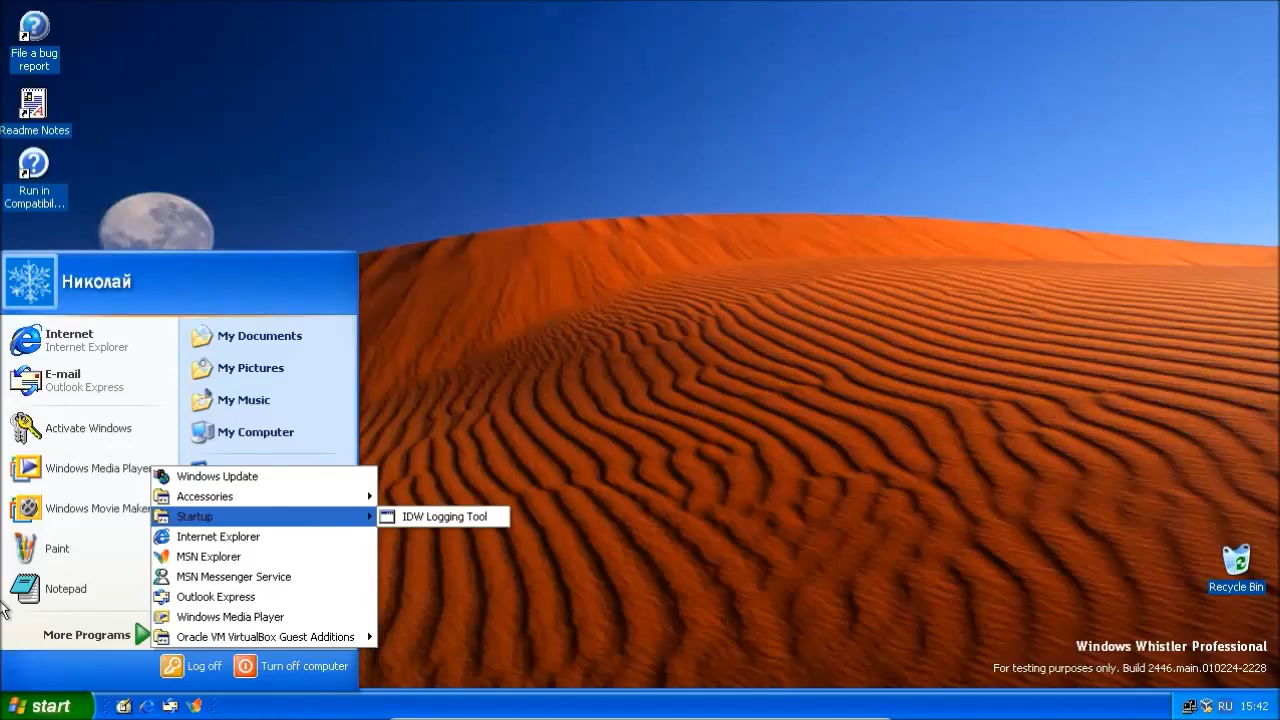 File a bug
report
Readme Notes
Run in
Compatibil...
Николай
Internet
Internet Explorer
E-mail
Outlook Express
Activate Windows
Windows Media Player
Windows Movie Maker
Paint
Notepad
More Programs
My Documents
My Pictures
My Music
My Computer
Windows Update
Accessories
Startup
Internet Explorer
MSN Explorer
MSN Messenger Service
Outlook Express
Windows Media Player
Oracle VM VirtualBox Guest Additions
IDW Logging Tool
Log off
Turn off computer
Recycle Bin
Windows Whistler Professional
For testing purposes only. Build 2446.main.010224-2228
start
RU
15:42